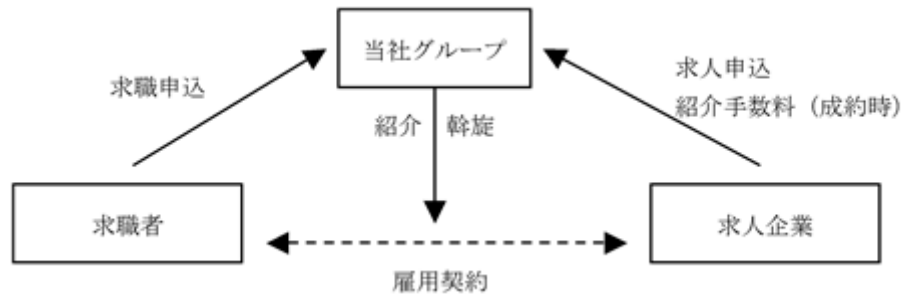 当社グループ
求職申込
求人申込
紹介手数料（成約時）
紹介 斡旋
求職者
求人企業
雇用契約